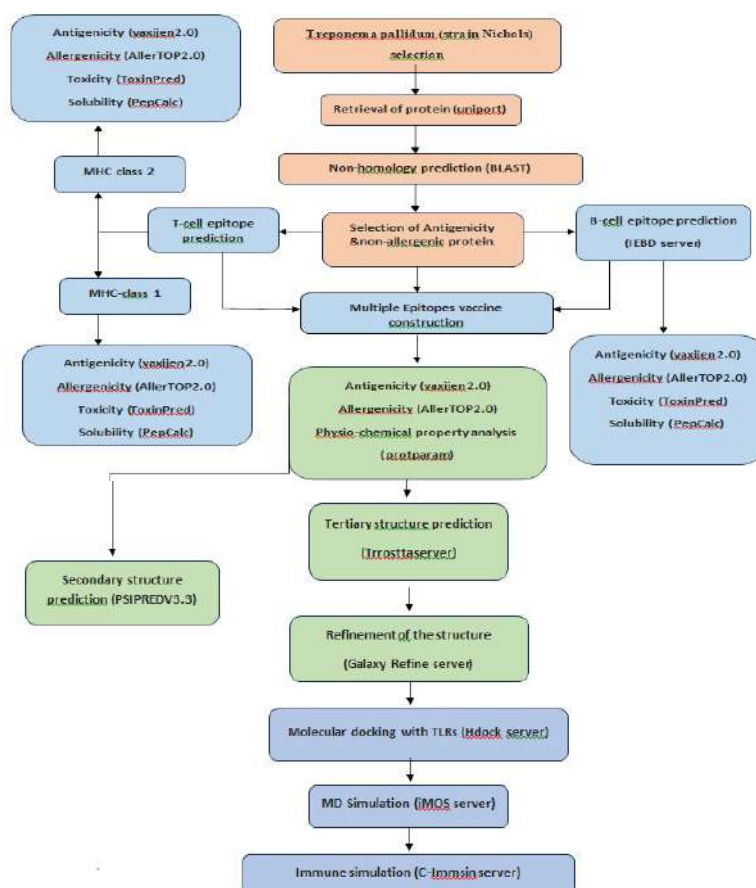 Antigenicity (vaxijen2.0)
Allergenicity (AllerTOP2.0)
Toxicity (ToxinPred)
Solubility (PepCalc)
Treponema pallidum (strain Nichols)
selection
Retrieval of protein (uniport)
Non-homology prediction (BLAST)
MHC class 2
T-cell epitope
prediction
Selection of Antigenicity
&non-allergenic protein
B-cell epitope prediction
(IEBD server)
MHC-class 1
Multiple Epitopes vaccine
construction
Antigenicity (vaxijen2.0)
Allergenicity (AllerTOP2.0)
Toxicity (ToxinPred)
Solubility (PepCalc)
Antigenicity (vaxijen2.0)
Allergenicity (AllerTOP2.0)
Physio-chemical property analysis
(protparam)
Antigenicity (vaxijen2.0)
Allergenicity (AllerTOP2.0)
Toxicity (ToxinPred)
Solubility (PepCalc)
Tertiary structure prediction
(Trrosttaserver)
Secondary structure
prediction (PSIPREDV3.3)
Refinement of the structure
(Galaxy Refine server)
Molecular docking with TLRs (Hdock server)
MD Simulation (iMOS server)
Immune simulation (C-Immsin server)